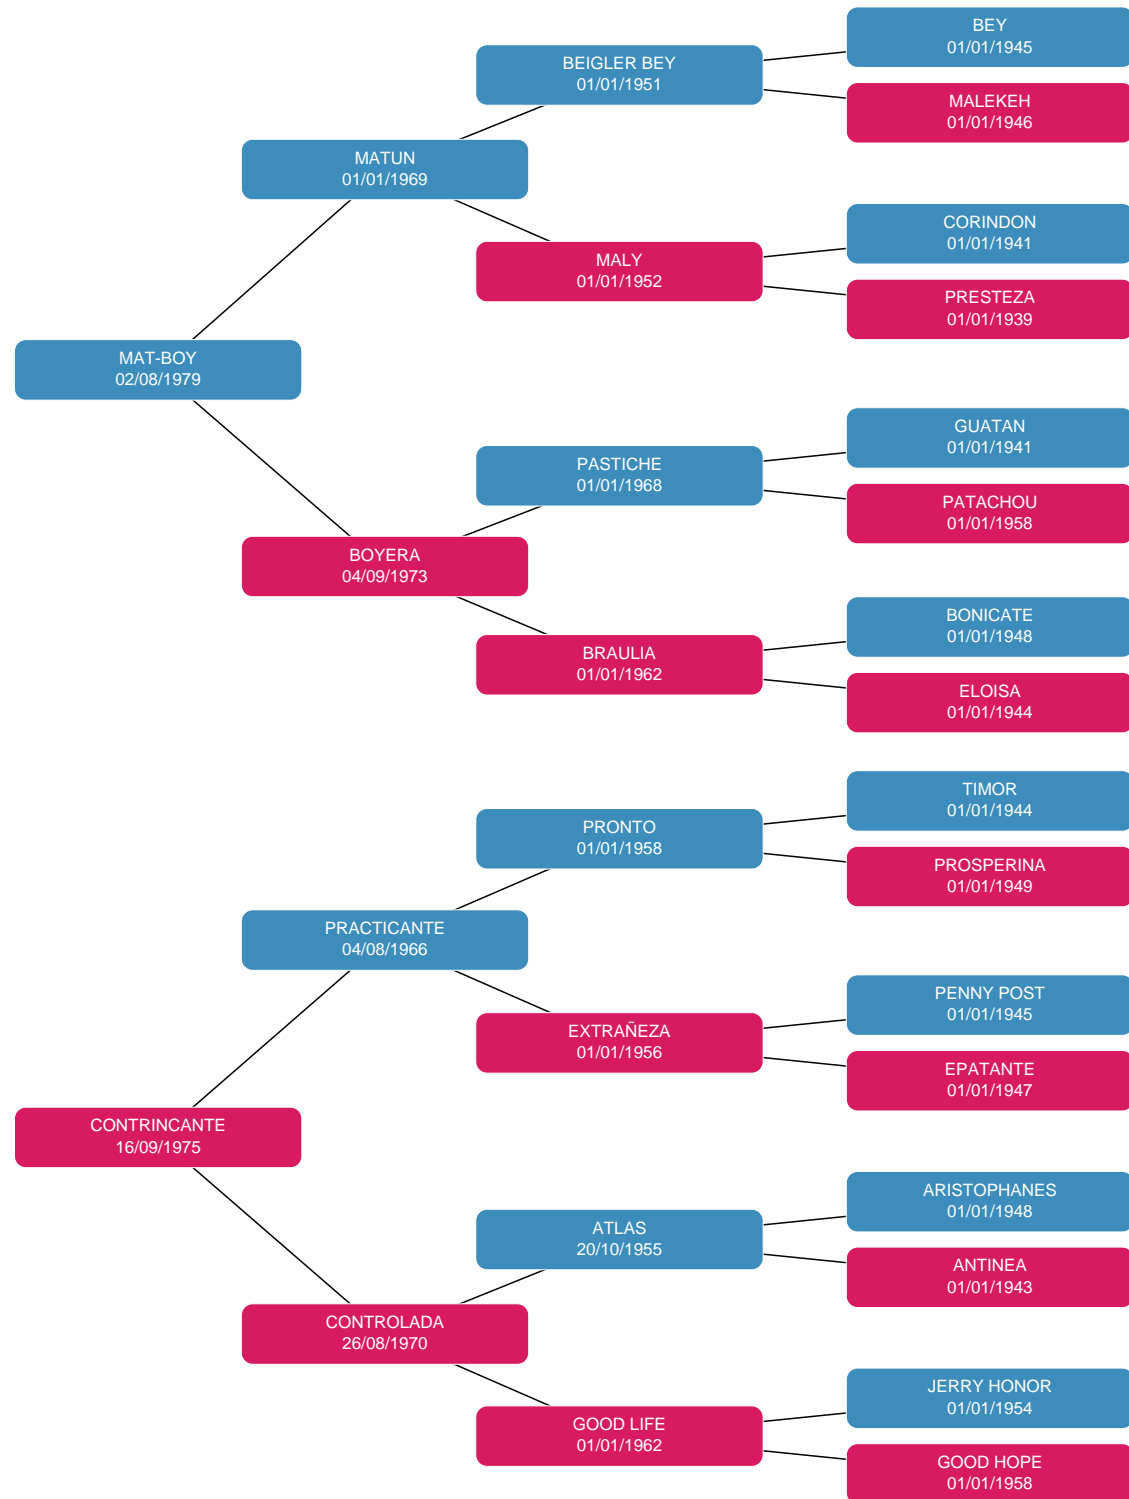 BEY
01/01/1945
BEIGLER BEY
01/01/1951
MALEKEH
01/01/1946
MATUN
01/01/1969
CORINDON
01/01/1941
MALY
01/01/1952
PRESTEZA
01/01/1939
MAT-BOY
02/08/1979
GUATAN
01/01/1941
PASTICHE
01/01/1968
PATACHOU
01/01/1958
BOYERA
04/09/1973
BONICATE
01/01/1948
BRAULIA
01/01/1962
ELOISA
01/01/1944
TIMOR
01/01/1944
PRONTO
01/01/1958
PROSPERINA
01/01/1949
PRACTICANTE
04/08/1966
PENNY POST
01/01/1945
EXTRAÑEZA
01/01/1956
EPATANTE
01/01/1947
CONTRINCANTE
16/09/1975
ARISTOPHANES
01/01/1948
ATLAS
20/10/1955
ANTINEA
01/01/1943
CONTROLADA
26/08/1970
JERRY HONOR
01/01/1954
GOOD LIFE
01/01/1962
GOOD HOPE
01/01/1958